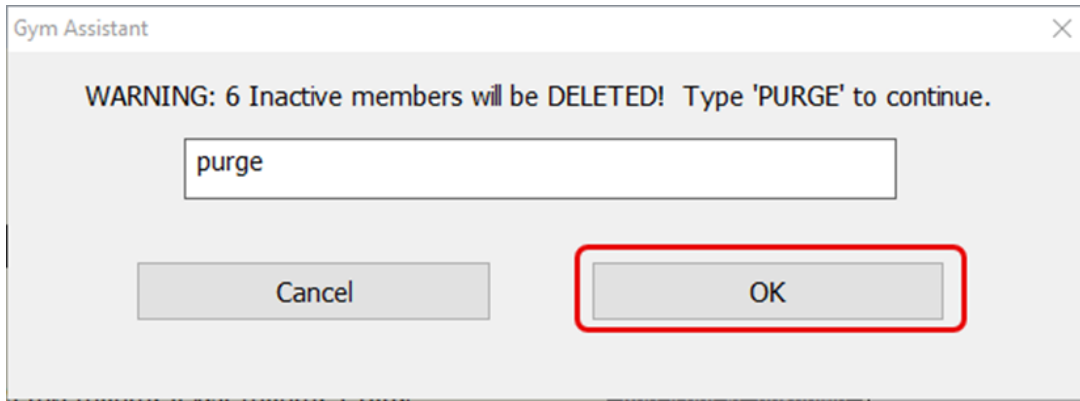 Gym Assistant
WARNING: 6 Inactive members will be DELETED! Type 'PURGE' to continue.
purge
Cancel OK